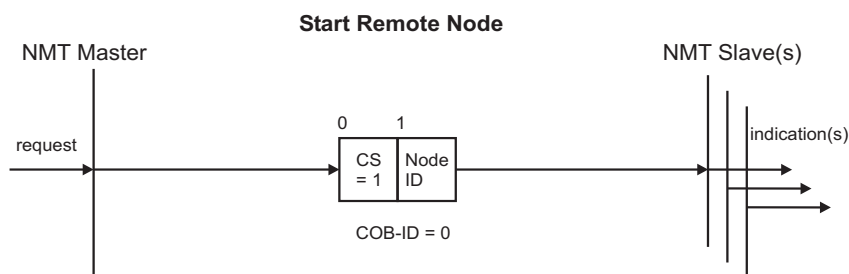 Start Remote Node
NMT Master
NMT Slave(s)
0 1
request
indication(s)
CS
= 1
Node
ID
COB-ID = 0